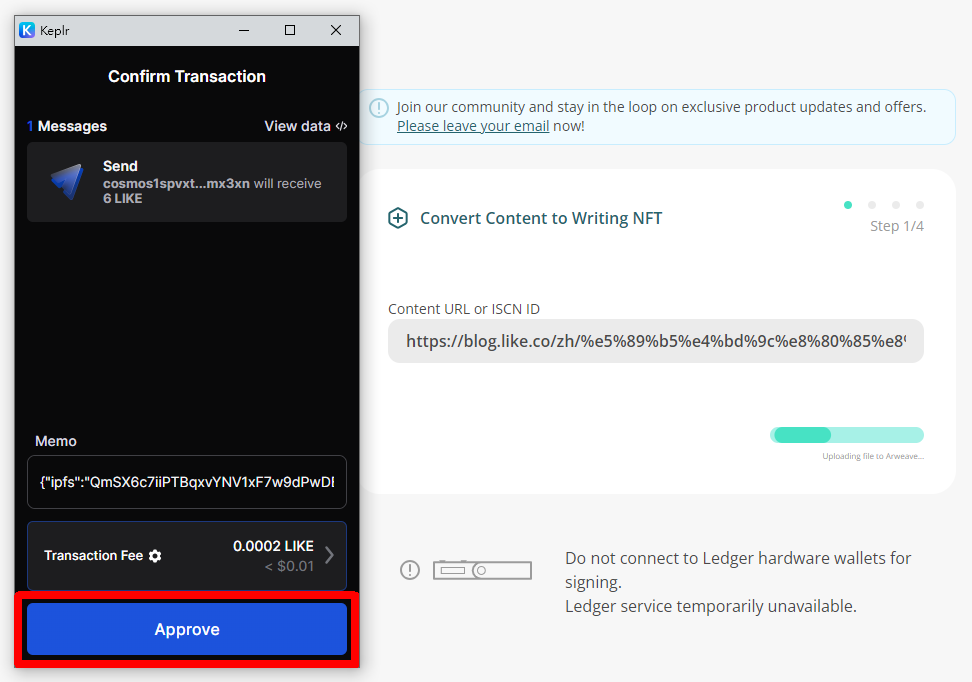 Keplr
Confirm Transaction
1 Messages
View data </>
Send
cosmos1spvxt...mx3xn will receive
6 LIKE
Memo
{"ipfs":"QmSX6c7iiPTBqxvYNV1xF7w9dPwD
Transaction Fee
0.0002 LIKE
< $0.01
Approve
Join our community and stay in the loop on exclusive product updates and offers.
Please leave your email now!
Convert Content to Writing NFT
Step 1/4
Content URL or ISCN ID
https://blog.like.co/zh/%e5%89%b5%e4%bd%9c%e8%80%85%e8%
Uploading file to Arweave...
Do not connect to Ledger hardware wallets for
signing.
Ledger service temporarily unavailable.